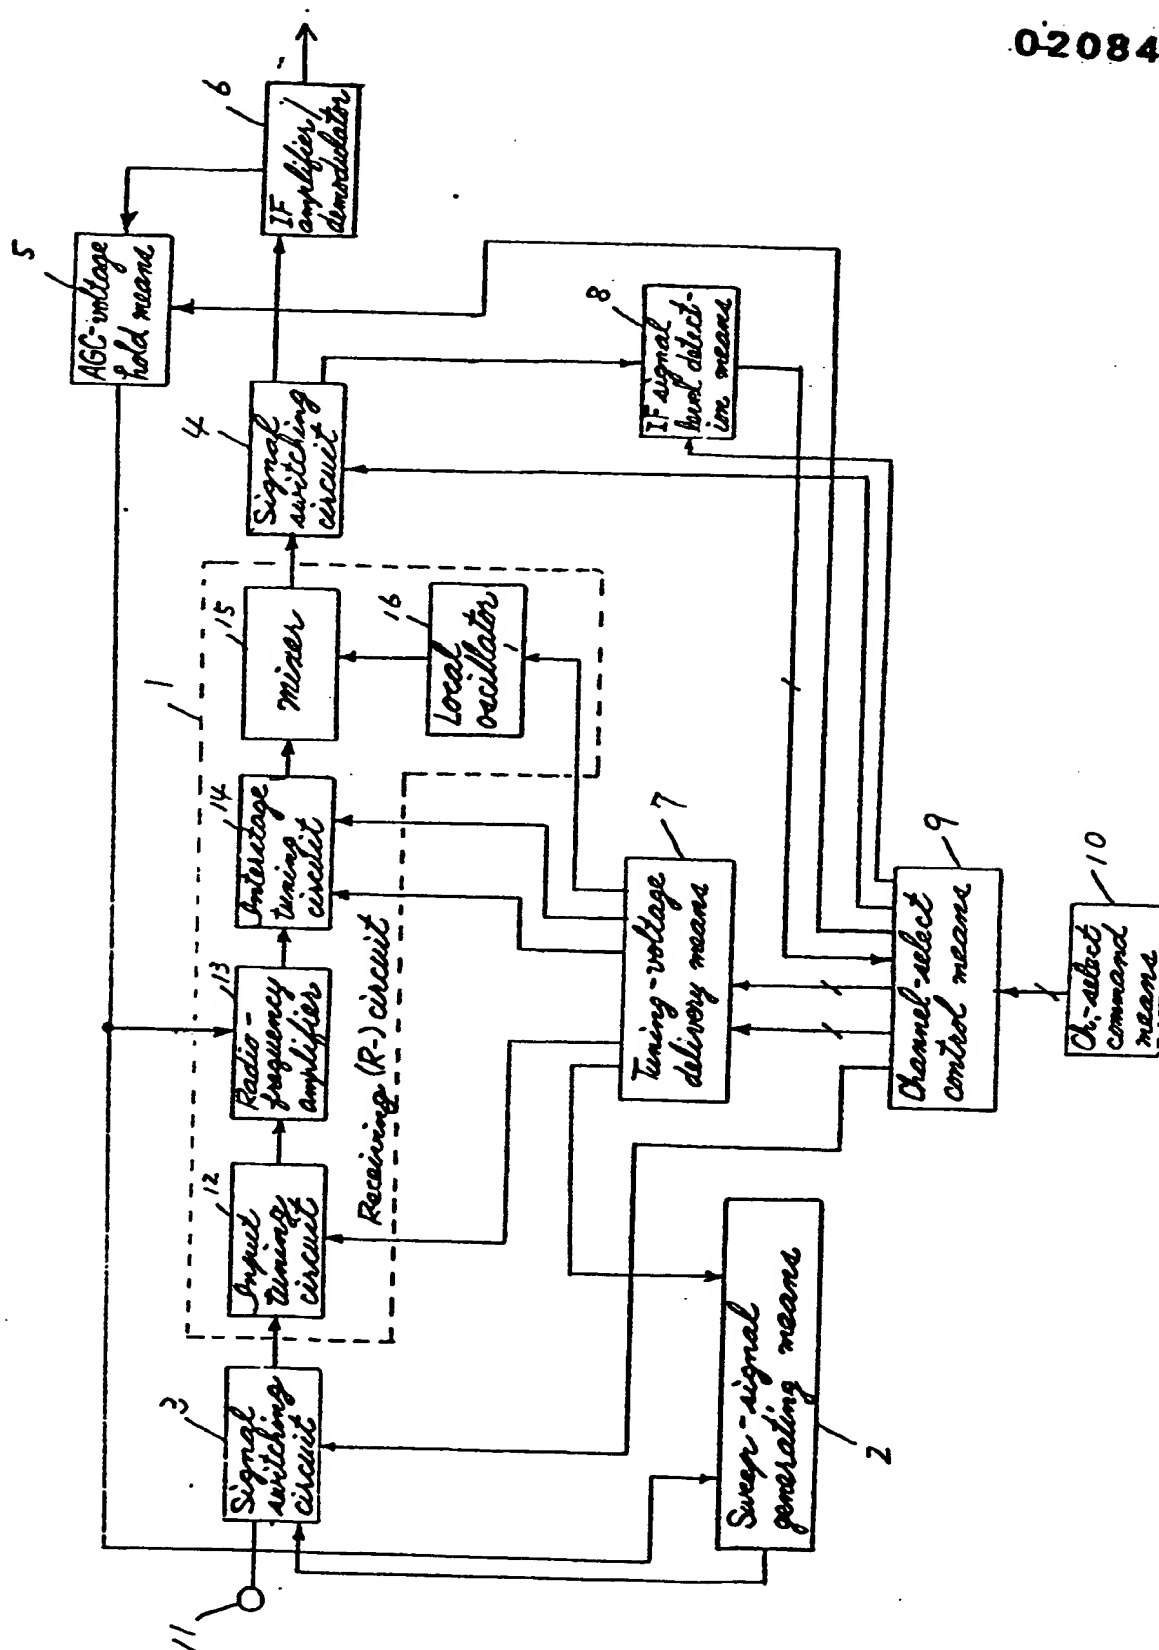 02084
11
3
Signal
switching
circuit
12
Input
tuning
circuit
13
Radio-
frequency
amplifier
14
Interstage
tuning
circuit
15
mixer
16
Local
oscillator
1
Receiving (R-) circuit
4
Signal
switching
circuit
5
AGC-voltage
hold means
6
IF
amplifier/
demodulator
8
IF signal
level detect-
ion means
7
Tuning-voltage
delivery means
2
Sweep-signal
generating means
9
Channel-select
control means
10
Ch.-select
command
means